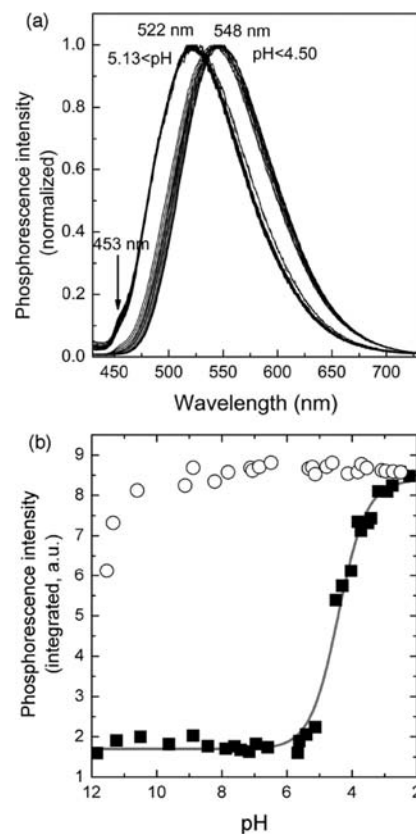 (a)
522 nm 548 nm
5.13<pH pH<4.50
453 nm
1.0
0.8
0.6
0.4
0.2
0.0
Phosphorescence intensity
(normalized)
450 500 550 600 650 700
Wavelength (nm)
(b)
9
8
7
6
5
4
3
2
1
Phosphorescence intensity
(integrated, a.u.)
12 10 8 6 4 2
pH